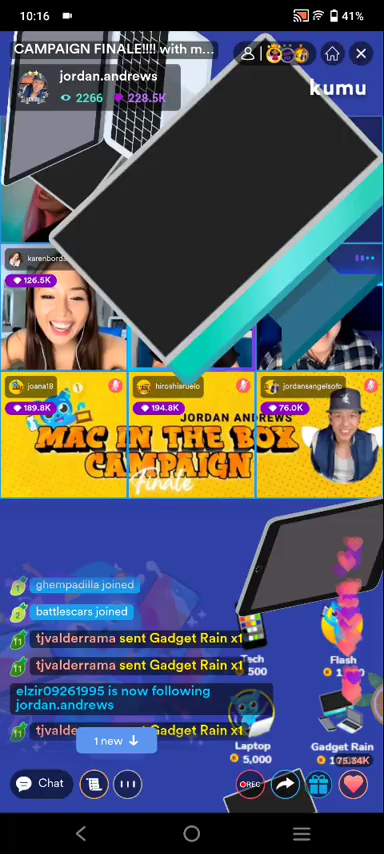 10:16
41%
CAMPAIGN FINALE!!!! with m...
jordan.andrews
2266
228.5K
kumu
126.5K
joana18
hiroshiaruelo
jordansangelsofc
189.8K
194.8K
76.0K
JORDAN ANDREWS
MAC IN THE BOX
CAMPAIGN
Finale
ghempadilla joined
battlescars joined
tjvalderrama sent Gadget Rain x1
tjvalderrama sent Gadget Rain x1
elzir09261995 is now following
jordan.andrews
Gadget Rain x1
1 new
Tech
500
Flash
Laptop
5,000
Gadget Rain
75.34K
Chat
REC